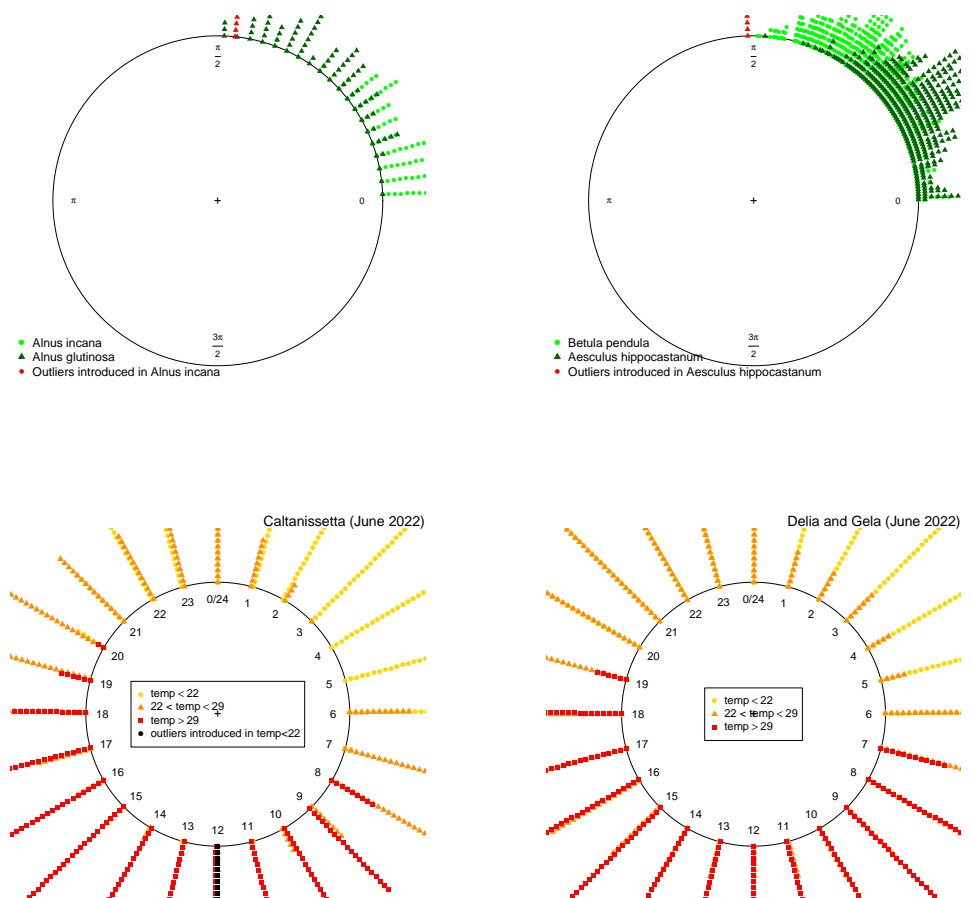 π
2
π
+
0
3π
2
Alnus incana
Alnus glutinosa
Outliers introduced in Alnus incana
π
2
π
+
0
3π
2
Betula pendula
Aesculus hippocastanum
Outliers introduced in Aesculus hippocastanum
Caltanissetta (June 2022)
0/24
1
2
3
4
5
6
7
8
9
10
11
12
13
14
15
16
17
18
19
20
21
22
23
temp < 22
22 < temp < 29
temp > 29
outliers introduced in temp<22
+
Delia and Gela (June 2022)
0/24
1
2
3
4
5
6
7
8
9
10
11
12
13
14
15
16
17
18
19
20
21
22
23
temp < 22
22 < temp < 29
temp > 29
+